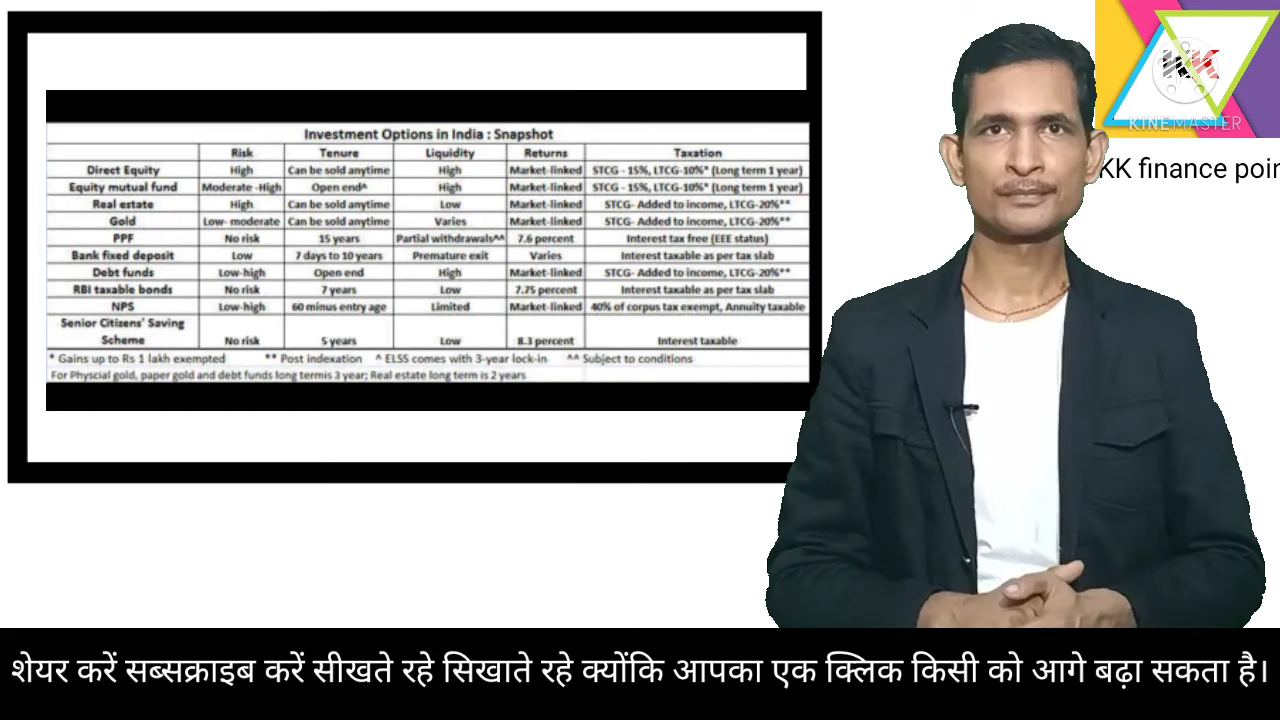 Investment Options in India : Snapshot
Risk Tenure Liquidity Returns Taxation
Direct Equity High Can be sold anytime High Market-linked STCG - 15%, LTCG-10%* (Long term 1 year)
Equity mutual fund Moderate -High Open end^ High Market-linked STCG - 15%, LTCG-10%* (Long term 1 year)
Real estate High Can be sold anytime Low Market-linked STCG- Added to income, LTCG-20%**
Gold Low- moderate Can be sold anytime Varies Market-linked STCG- Added to income, LTCG-20%**
PPF No risk 15 years Partial withdrawals^^ 7.6 percent Interest tax free (EEE status)
Bank fixed deposit Low 7 days to 10 years Premature exit Varies Interest taxable as per tax slab
Debt funds Low-high Open end High Market-linked STCG- Added to income, LTCG-20%**
RBI taxable bonds No risk 7 years Low 7.75 percent Interest taxable as per tax slab
NPS Low-high 60 minus entry age Limited Market-linked 40% of corpus tax exempt, Annuity taxable
Senior Citizens' Saving
Scheme No risk 5 years Low 8.3 percent Interest taxable
* Gains up to Rs 1 lakh exempted ** Post indexation ^ ELSS comes with 3-year lock-in ^^ Subject to conditions
For Physcial gold, paper gold and debt funds long termis 3 year; Real estate long term is 2 years
KK
KINEMASTER
KK finance poin
शेयर करें सब्सक्राइब करें सीखते रहे सिखाते रहे क्योंकि आपका एक क्लिक किसी को आगे बढ़ा सकता है।